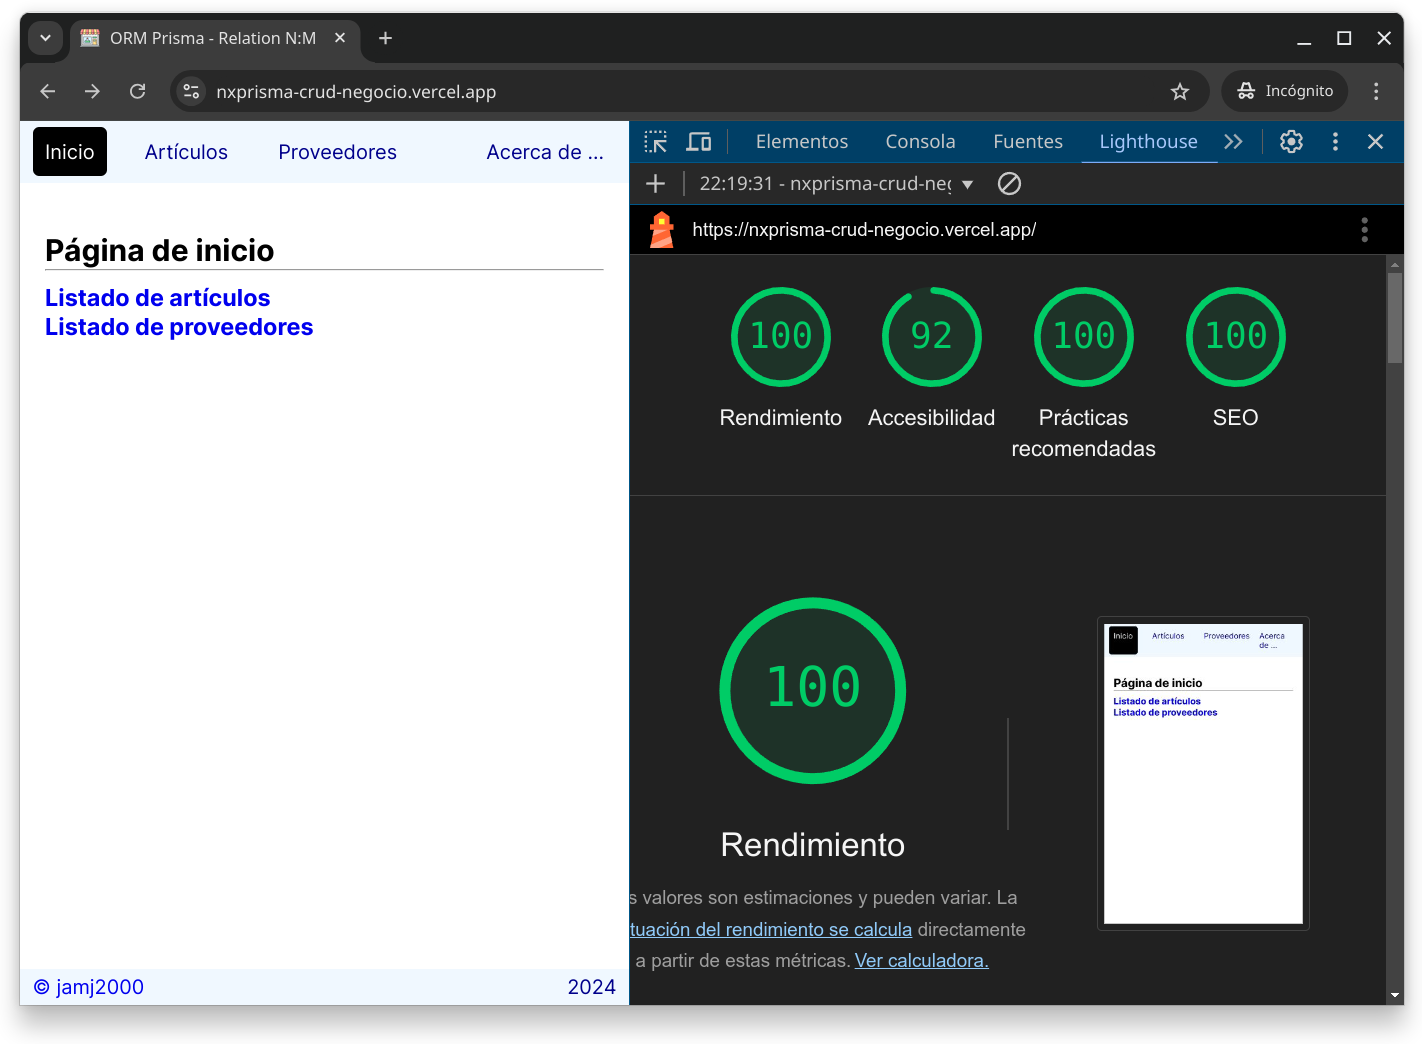 ORM Prisma - Relation N:M
nxprisma-crud-negocio.vercel.app
Incógnito
Inicio
Artículos
Proveedores
Acerca de ...
Página de inicio
Listado de artículos
Listado de proveedores
© jamj2000
2024
Elementos
Consola
Fuentes
Lighthouse
22:19:31 - nxprisma-crud-neg
https://nxprisma-crud-negocio.vercel.app/
100
92
100
100
Rendimiento
Accesibilidad
Prácticas
recomendadas
SEO
100
Rendimiento
s valores son estimaciones y pueden variar. La
tuación del rendimiento se calcula directamente
a partir de estas métricas. Ver calculadora.
Inicio
Artículos
Proveedores
Acerca
de ...
Página de inicio
Listado de artículos
Listado de proveedores